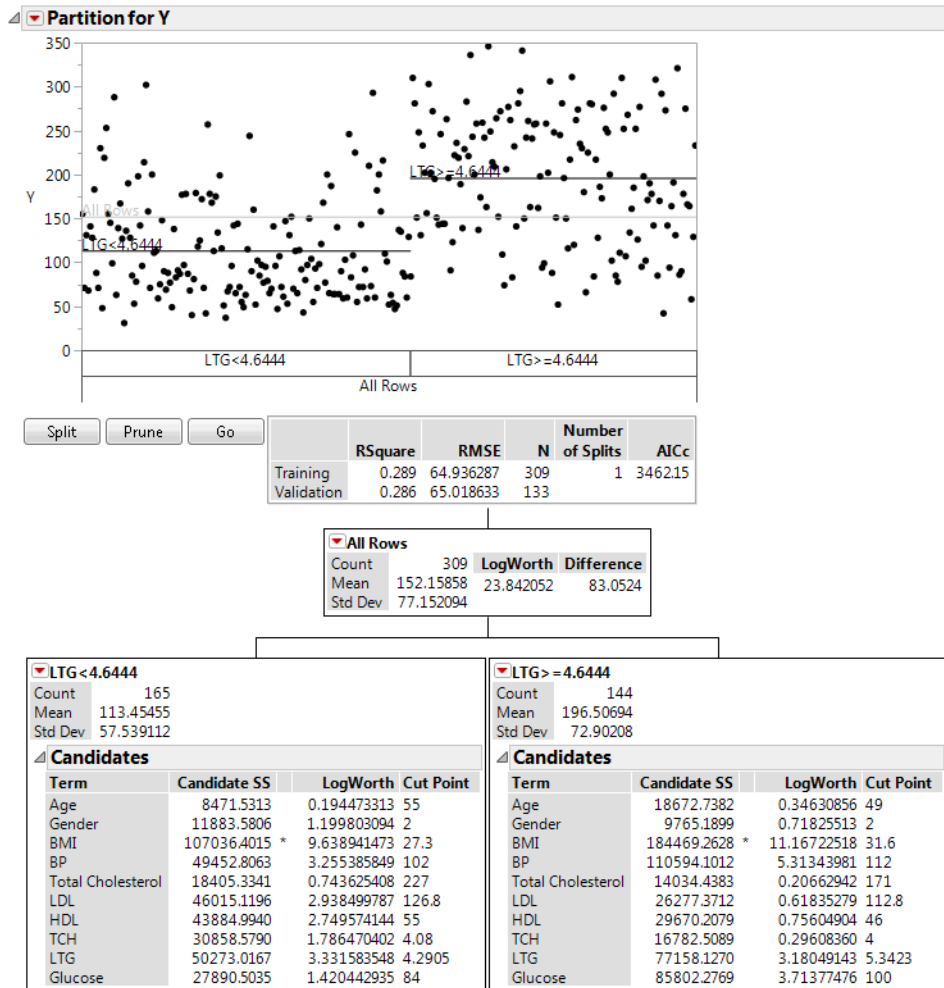 Partition for Y
350
300
250
200
150
100
50
0
Y
All Rows
LTG<4.6444
LTG>=4.6444
LTG<4.6444 LTG>=4.6444
All Rows
Split Prune Go
RSquare RMSE N Number of Splits AICc
Training 0.289 64.936287 309 1 3462.15
Validation 0.286 65.018633 133
All Rows
Count 309 LogWorth Difference
Mean 152.15858 23.842052 83.0524
Std Dev 77.152094
LTG<4.6444
Count 165
Mean 113.45455
Std Dev 57.539112
Candidates
Term Candidate SS LogWorth Cut Point
Age 8471.5313 0.194473313 55
Gender 11883.5806 1.199803094 2
BMI 107036.4015 * 9.638941473 27.3
BP 49452.8063 3.255385849 102
Total Cholesterol 18405.3341 0.743625408 227
LDL 46015.1196 2.938499787 126.8
HDL 43884.9940 2.749574144 55
TCH 30858.5790 1.786470402 4.08
LTG 50273.0167 3.331583548 4.2905
Glucose 27890.5035 1.420442935 84
LTG>=4.6444
Count 144
Mean 196.50694
Std Dev 72.90208
Candidates
Term Candidate SS LogWorth Cut Point
Age 18672.7382 0.34630856 49
Gender 9765.1899 0.71825513 2
BMI 184469.2628 * 11.16722518 31.6
BP 110594.1012 5.31343981 112
Total Cholesterol 14034.4383 0.20662942 171
LDL 26277.3712 0.61835279 112.8
HDL 29670.2079 0.75604904 46
TCH 16782.5089 0.29608360 4
LTG 77158.1270 3.18049143 5.3423
Glucose 85802.2769 3.71377476 100